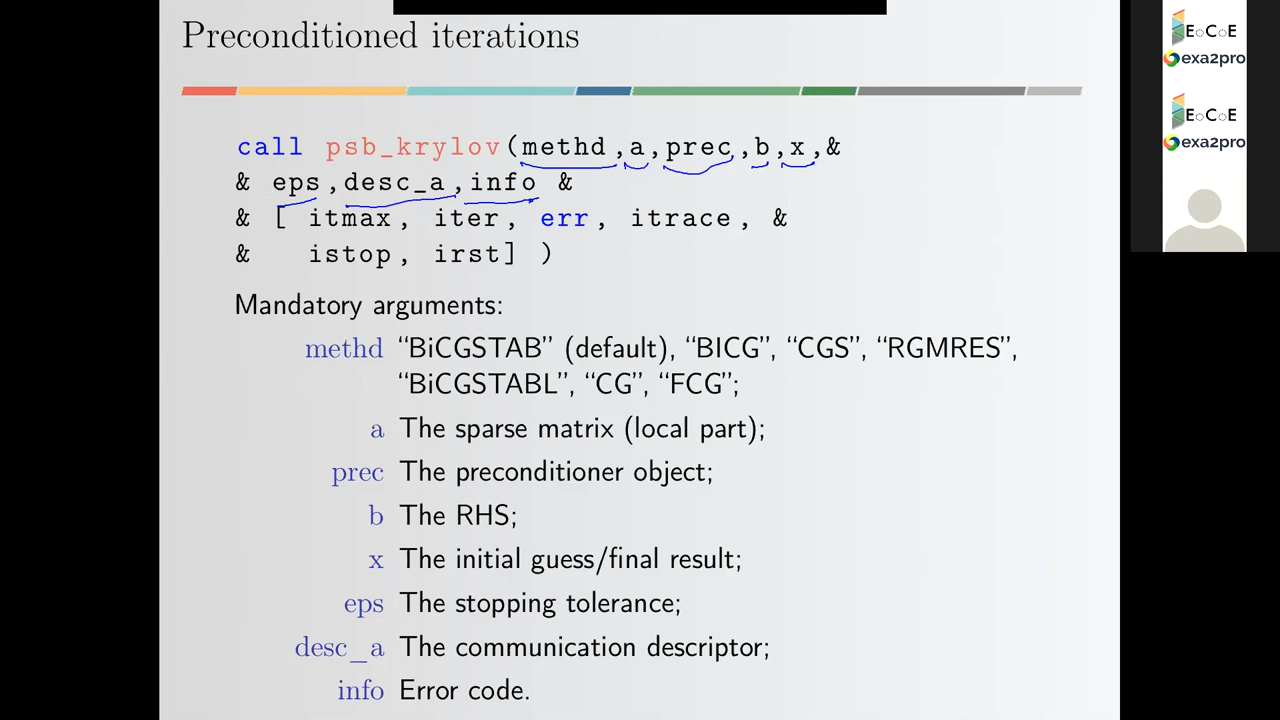 Preconditioned iterations
call psb_krylov(methd,a,prec,b,x,&
& eps,desc_a,info &
& [ itmax, iter, err, itrace, &
& istop, irst] )
Mandatory arguments:
methd “BiCGSTAB” (default), “BICG”, “CGS”, “RGMRES”,
“BiCGSTABL”, “CG”, “FCG”;
a The sparse matrix (local part);
prec The preconditioner object;
b The RHS;
x The initial guess/final result;
eps The stopping tolerance;
desc_a The communication descriptor;
info Error code.
EoCoE
exa2pro
EoCoE
exa2pro